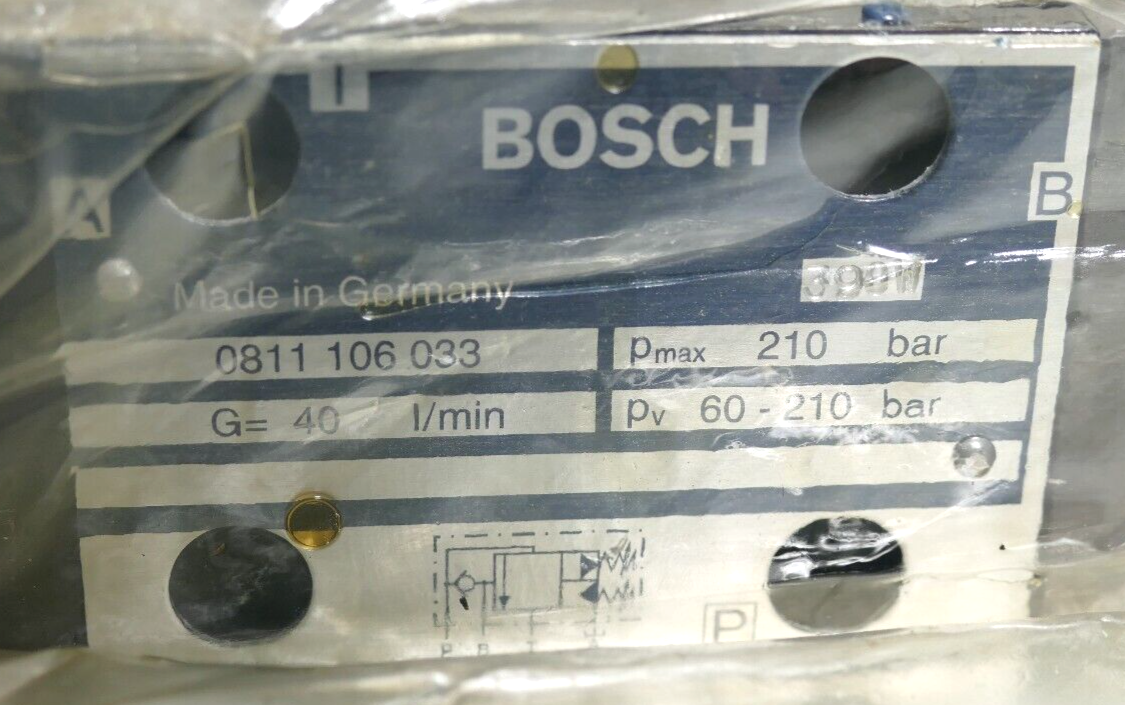 T
BOSCH
A
B
Made in Germany
0811 106 033
pmax 210 bar
G= 40 l/min
pv 60 - 210 bar
P
P B T